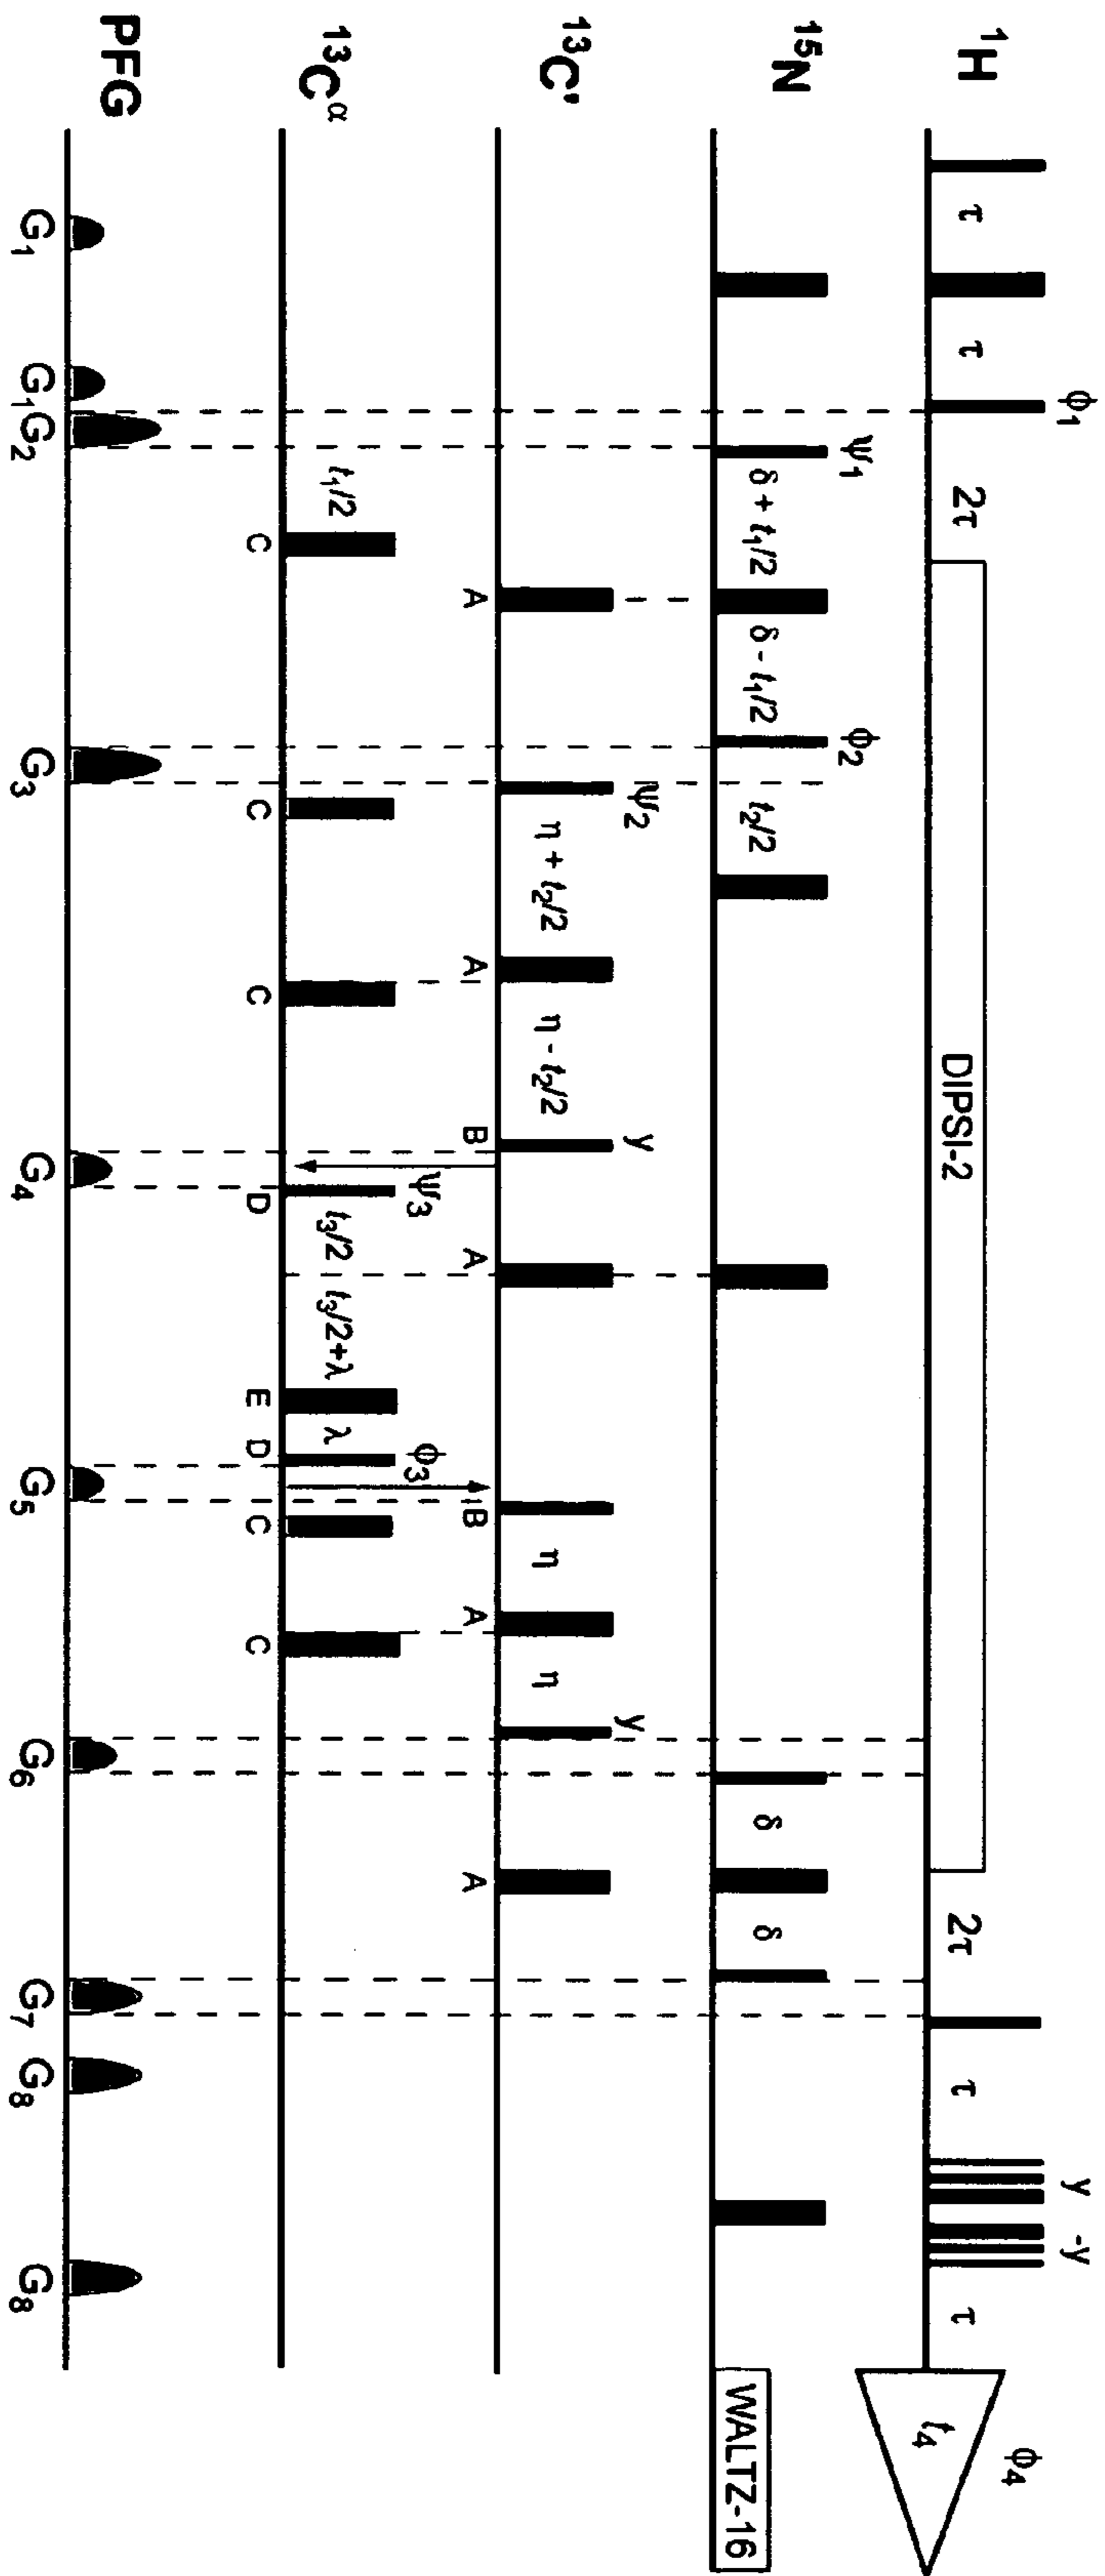 ¹H τ τ ϕ₁ 2τ DIPSI-2 2τ τ y -y τ t₄ ϕ₄
¹⁵N ψ₁ δ + t₁/2 δ - t₁/2 ϕ₂ t₂/2 δ δ WALTZ-16
¹³C' A ψ₂ η + t₂/2 A η - t₂/2 B y A B η A η y A
¹³Cᵅ t₁/2 C C C ψ₃ D t₃/2 t₃/2+λ E λ D ϕ₃ C C
PFG G₁ G₁ G₂ G₃ G₄ G₅ G₆ G₇ G₈ G₈